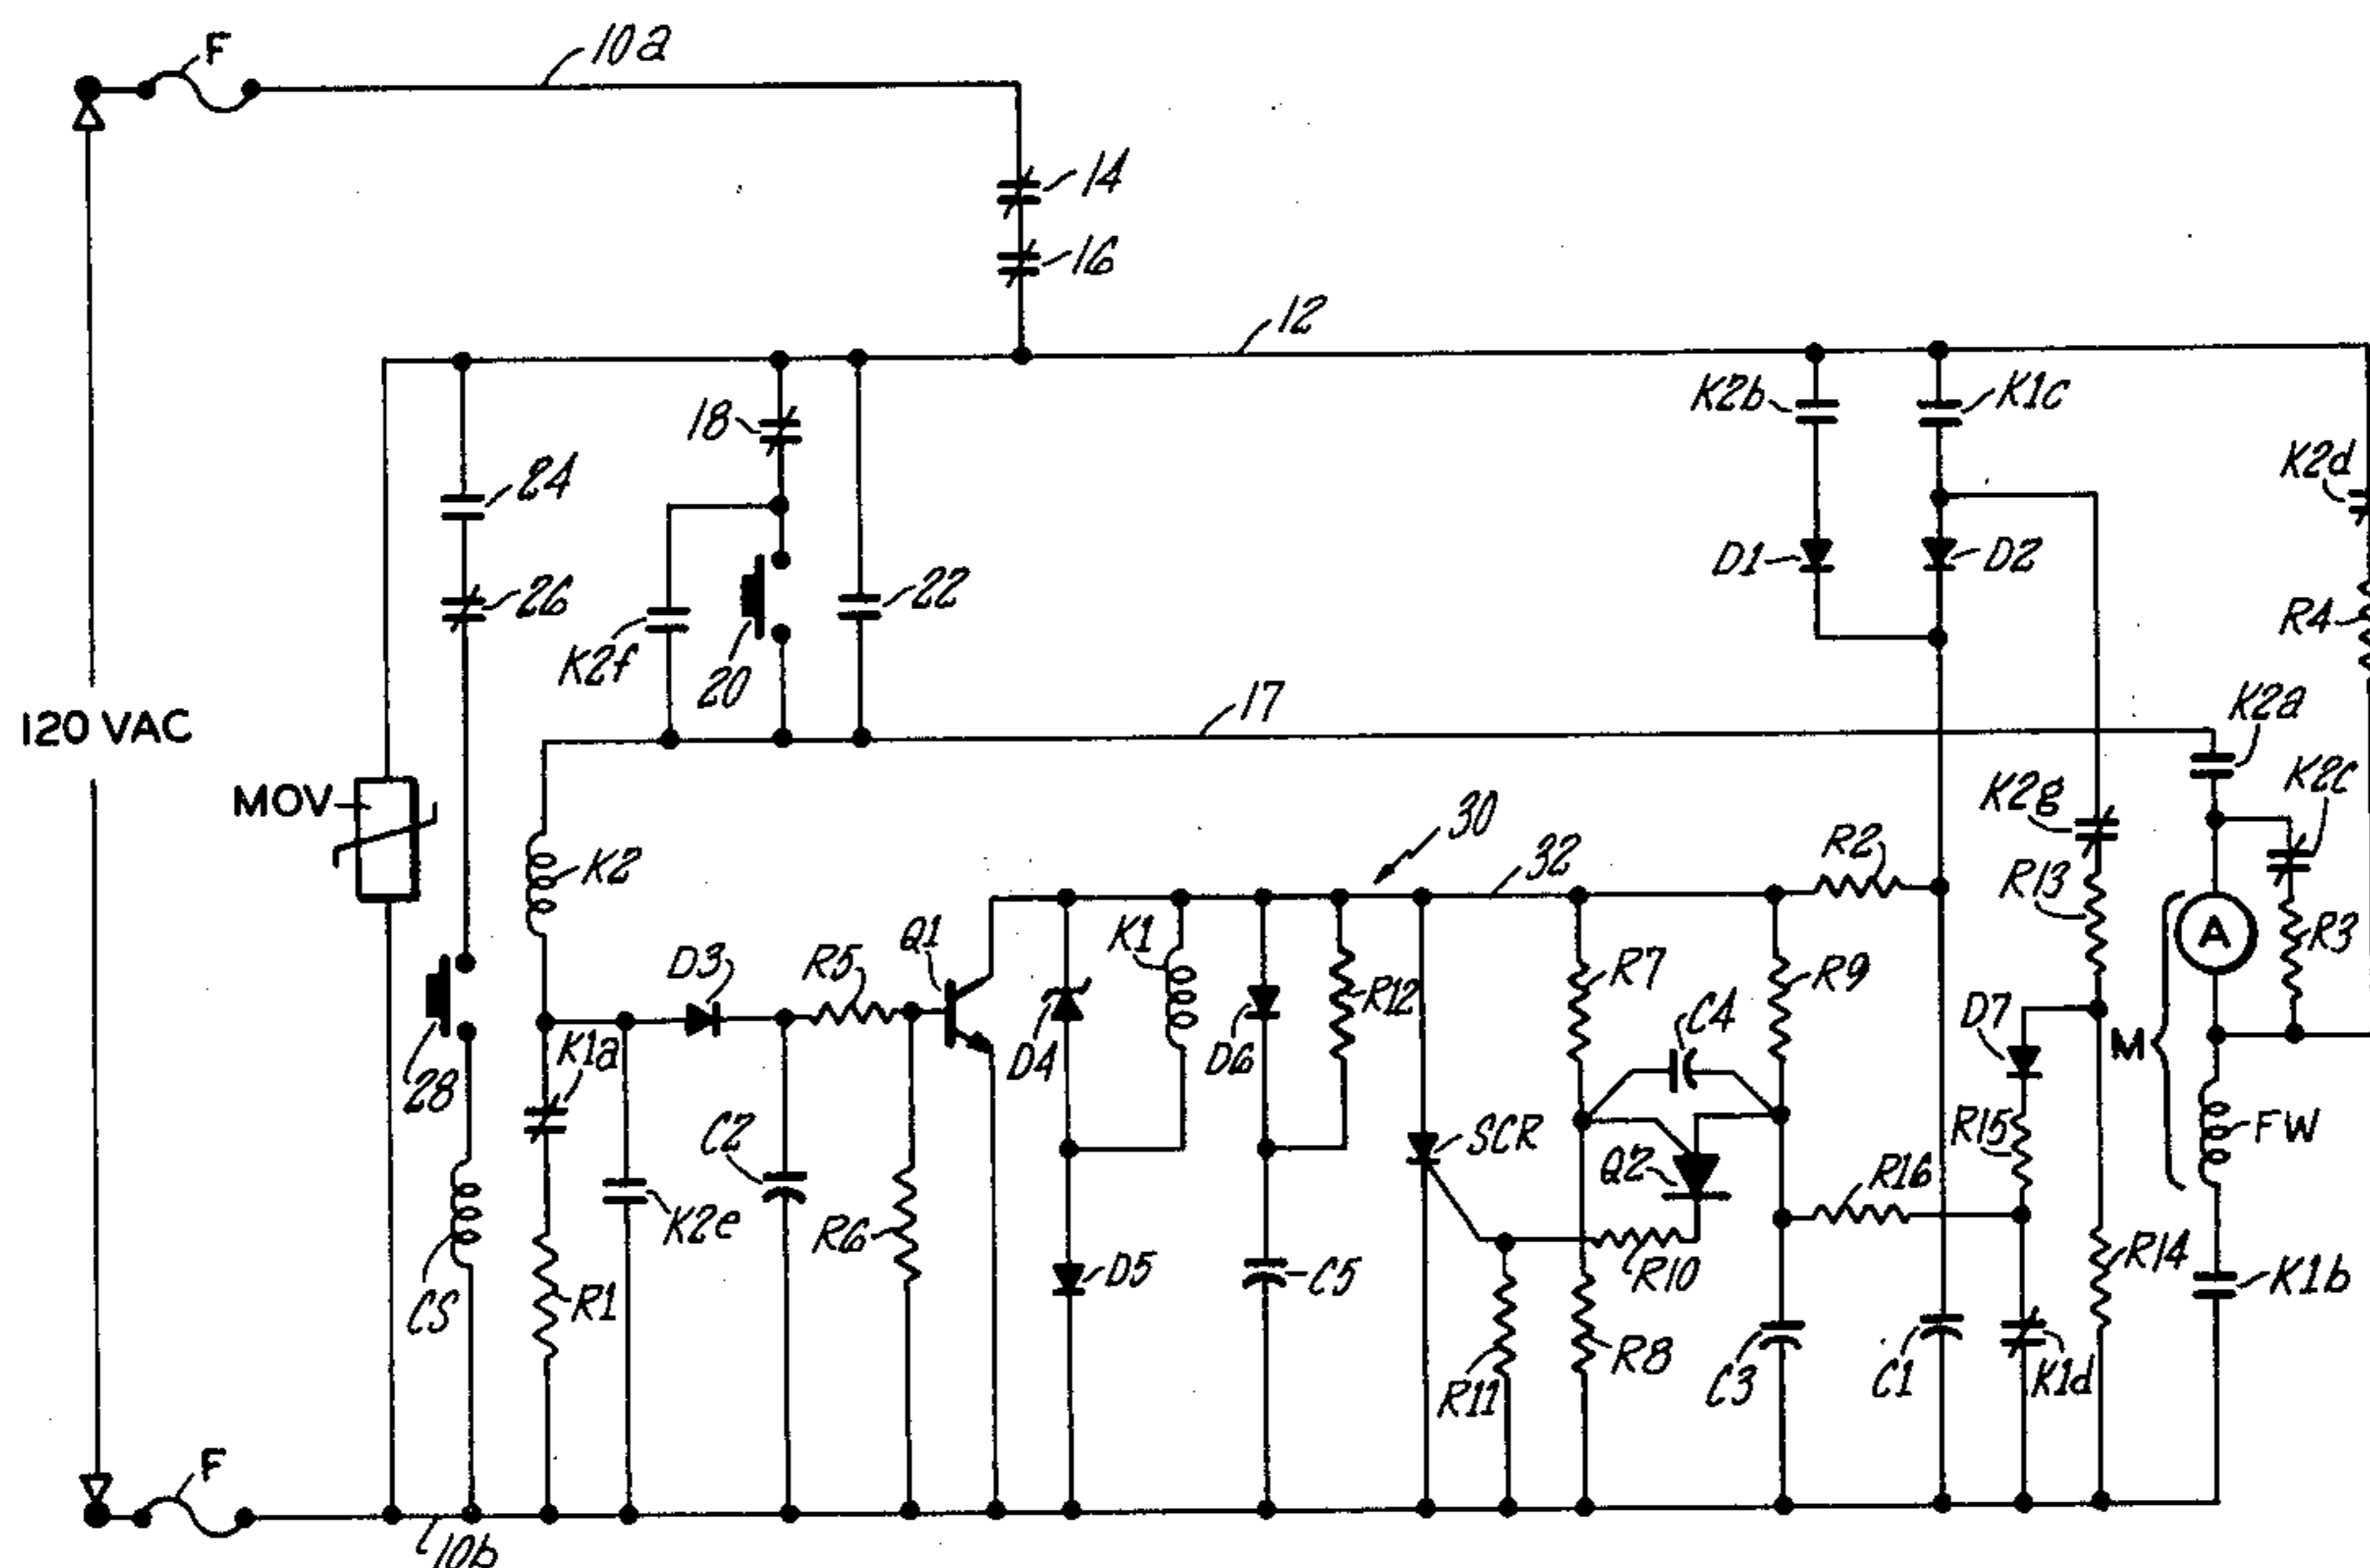 F
10a
14
16
12
K2b
K1c
18
24
K2d
D1
D2
26
22
R4
K2f
20
17
K2a
120 VAC
K2c
MOV
K2g
30
32
R2
K2
R13
A
R3
Q1
K1
D3
R5
R7
R9
R12
C4
D7
M
D4
D6
K1a
28
C2
SCR
R15
FW
Q2
R16
K2e
R6
R14
D5
C5
R10
K1b
CS
R1
R8
R11
C3
C1
K1d
F
10b